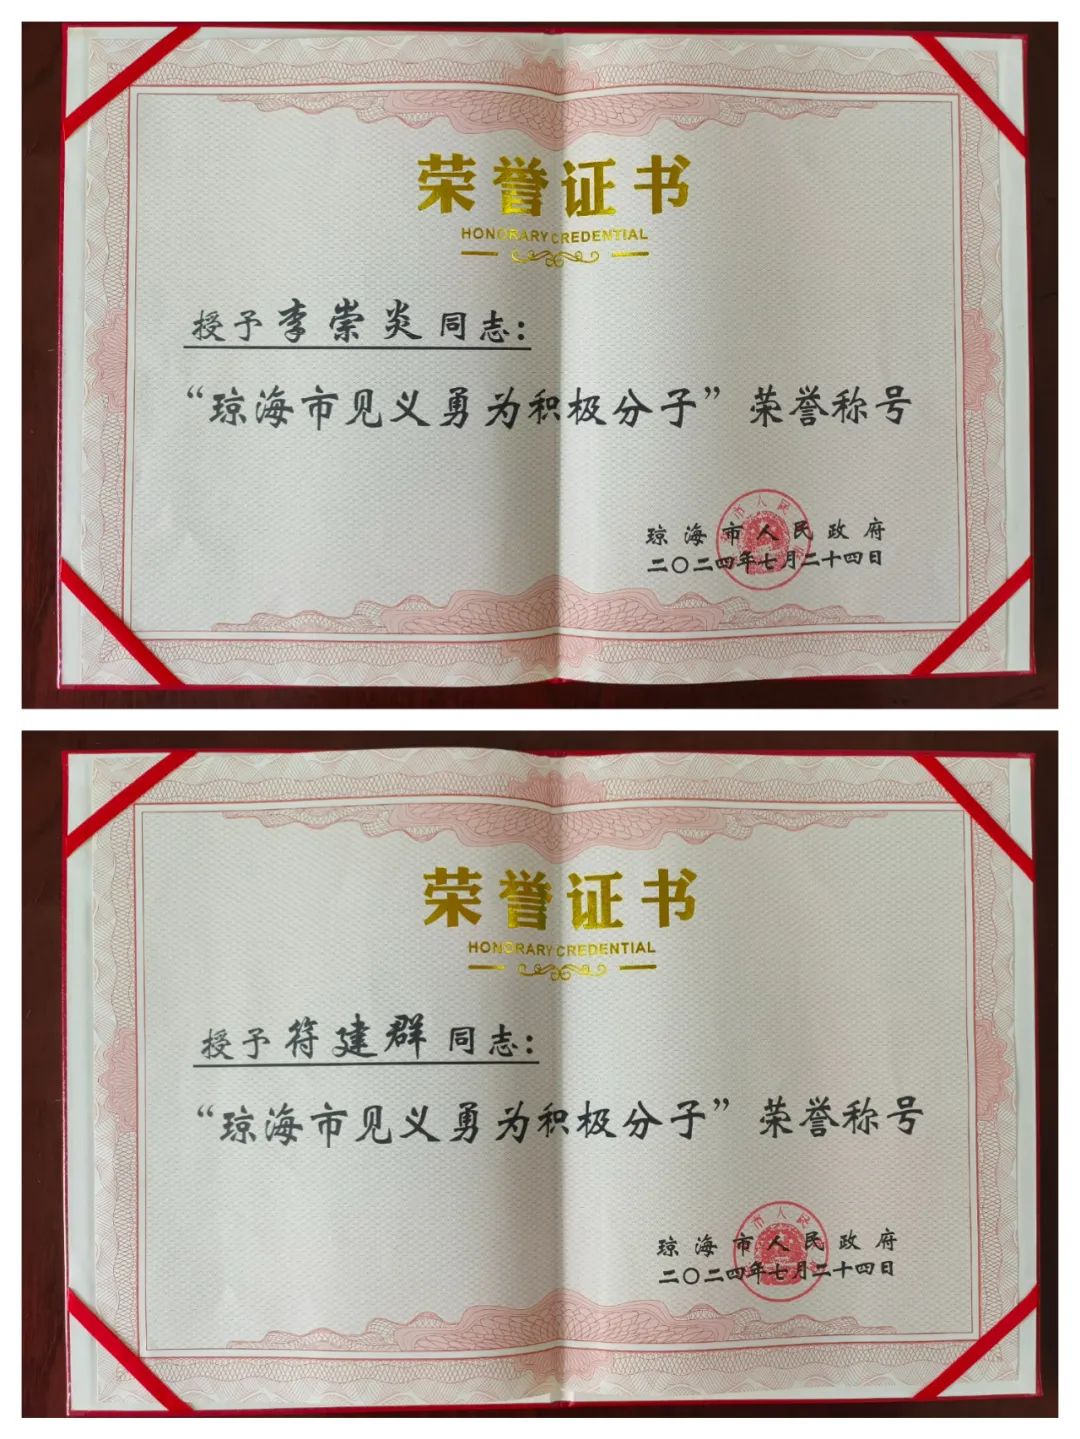 荣誉证书
HONORARY CREDENTIAL
授予李崇炎同志：
“琼海市见义勇为积极分子”荣誉称号
琼海市人民政府
二〇二四年七月二十四日
荣誉证书
HONORARY CREDENTIAL
授予符建群同志：
“琼海市见义勇为积极分子”荣誉称号
琼海市人民政府
二〇二四年七月二十四日